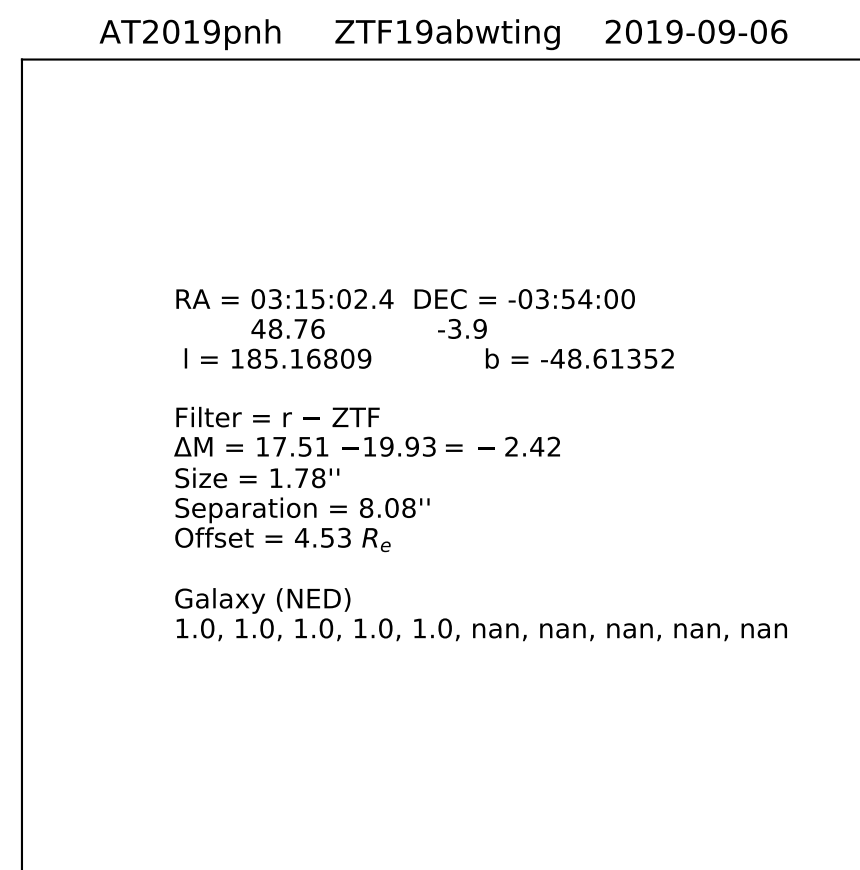 AT2019pnh ZTF19abwting 2019-09-06
RA = 03:15:02.4 DEC = -03:54:00
48.76 -3.9
l = 185.16809 b = -48.61352
Filter = r − ZTF
ΔM = 17.51 −19.93 = − 2.42
Size = 1.78''
Separation = 8.08''
Offset = 4.53 Rₑ
Galaxy (NED)
1.0, 1.0, 1.0, 1.0, 1.0, nan, nan, nan, nan, nan